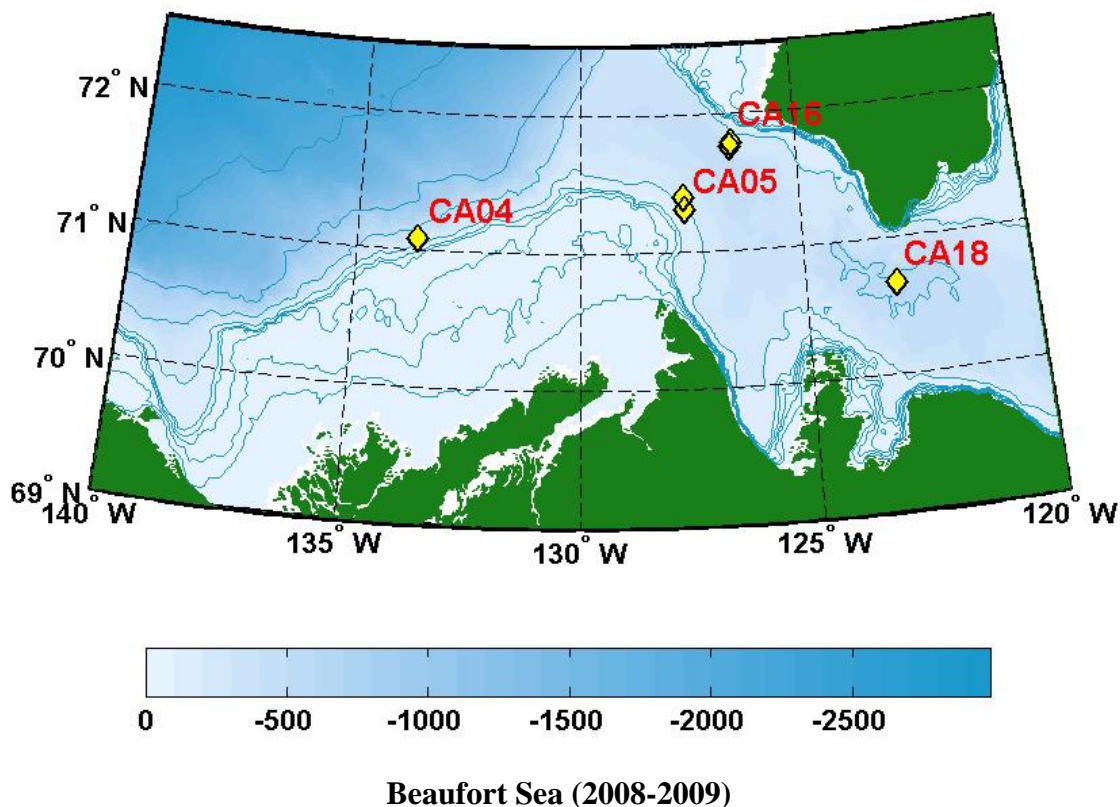 72° N
CA16
CA05
71° N
CA04
CA18
70° N
69° N
140° W
120° W
135° W
125° W
130° W
0
-500
-1000
-1500
-2000
-2500
Beaufort Sea (2008-2009)